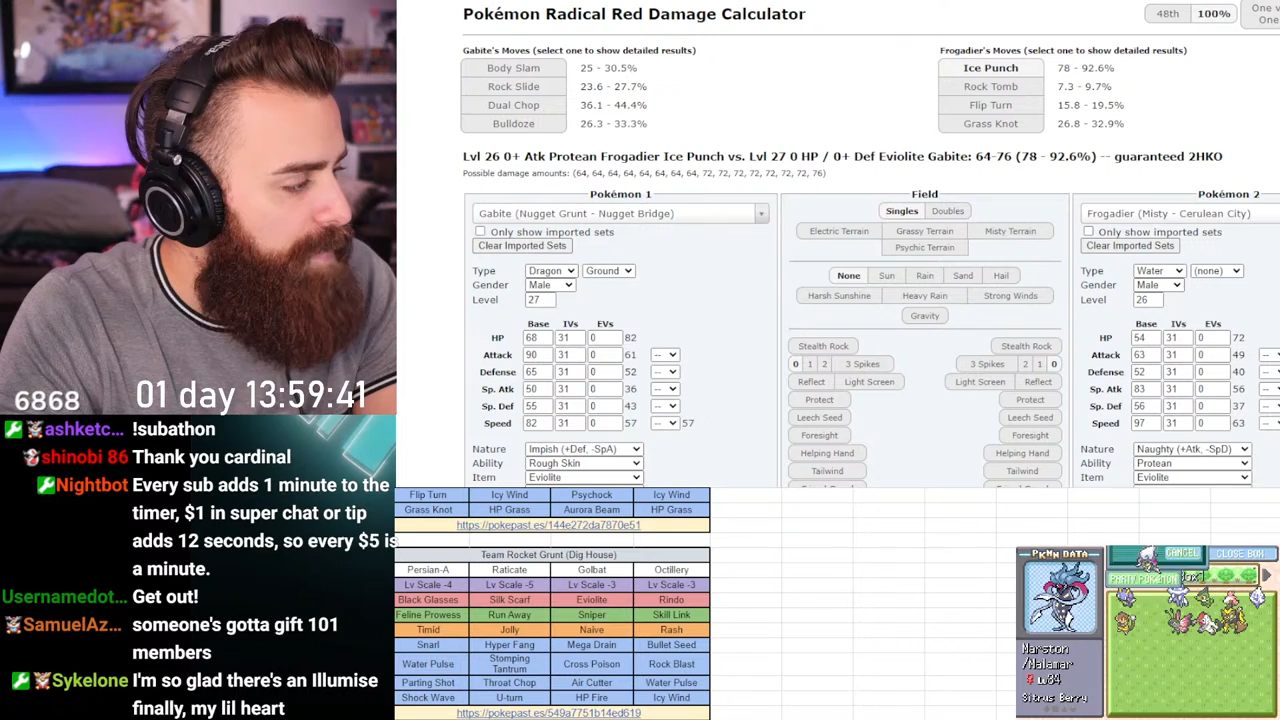 Pokémon Radical Red Damage Calculator
48th 100% One v
One
Gabite's Moves (select one to show detailed results)
Body Slam 25 - 30.5%
Rock Slide 23.6 - 27.7%
Dual Chop 36.1 - 44.4%
Bulldoze 26.3 - 33.3%
Frogadier's Moves (select one to show detailed results)
Ice Punch 78 - 92.6%
Rock Tomb 7.3 - 9.7%
Flip Turn 15.8 - 19.5%
Grass Knot 26.8 - 32.9%
Lvl 26 0+ Atk Protean Frogadier Ice Punch vs. Lvl 27 0 HP / 0+ Def Eviolite Gabite: 64-76 (78 - 92.6%) -- guaranteed 2HKO
Possible damage amounts: (64, 64, 64, 64, 64, 64, 64, 64, 72, 72, 72, 72, 72, 72, 72, 76)
Pokémon 1
Gabite (Nugget Grunt - Nugget Bridge)
Only show imported sets
Clear Imported Sets
Type Dragon Ground
Gender Male
Level 27
Base IVs EVs
HP 68 31 0 82
Attack 90 31 0 61 --
Defense 65 31 0 52 --
Sp. Atk 50 31 0 36 --
Sp. Def 55 31 0 43 --
Speed 82 31 0 57 -- 57
Nature Impish (+Def, -SpA)
Ability Rough Skin
Item Eviolite
Field
Singles Doubles
Electric Terrain Grassy Terrain Misty Terrain
Psychic Terrain
None Sun Rain Sand Hail
Harsh Sunshine Heavy Rain Strong Winds
Gravity
Stealth Rock Stealth Rock
0 1 2 3 Spikes 3 Spikes 2 1 0
Reflect Light Screen Light Screen Reflect
Protect Protect
Leech Seed Leech Seed
Foresight Foresight
Helping Hand Helping Hand
Tailwind Tailwind
Pokémon 2
Frogadier (Misty - Cerulean City)
Only show imported sets
Clear Imported Sets
Type Water (none)
Gender Male
Level 26
Base IVs EVs
HP 54 31 0 72
Attack 63 31 0 49 --
Defense 52 31 0 40 --
Sp. Atk 83 31 0 56 --
Sp. Def 56 31 0 37 --
Speed 97 31 0 63 --
Nature Naughty (+Atk, -SpD)
Ability Protean
Item Eviolite
6868 01 day 13:59:41
ashketc... !subathon
shinobi 86 Thank you cardinal
Nightbot Every sub adds 1 minute to the
timer, $1 in super chat or tip
adds 12 seconds, so every $5 is
a minute.
Usernamedot... Get out!
SamuelAz... someone's gotta gift 101
members
Sykelone I'm so glad there's an Illumise
finally, my lil heart
Flip Turn Icy Wind Psychock Icy Wind
Grass Knot HP Grass Aurora Beam HP Grass
https://pokepast.es/144e272da7870e51
Team Rocket Grunt (Dig House)
Persian-A Raticate Golbat Octillery
Lv Scale -4 Lv Scale -5 Lv Scale -3 Lv Scale -3
Black Glasses Silk Scarf Eviolite Rindo
Feline Prowess Run Away Sniper Skill Link
Timid Jolly Naive Rash
Snarl Hyper Fang Mega Drain Bullet Seed
Water Pulse Stomping Tantrum Cross Poison Rock Blast
Parting Shot Throat Chop Air Cutter Water Pulse
Shock Wave U-turn HP Fire Icy Wind
https://pokepast.es/549a7751b14ed619
PKMN DATA
CANCEL CLOSE BOX
PARTY POKéMON
Marston
/Malamar
Lv34
Sitrus Berry